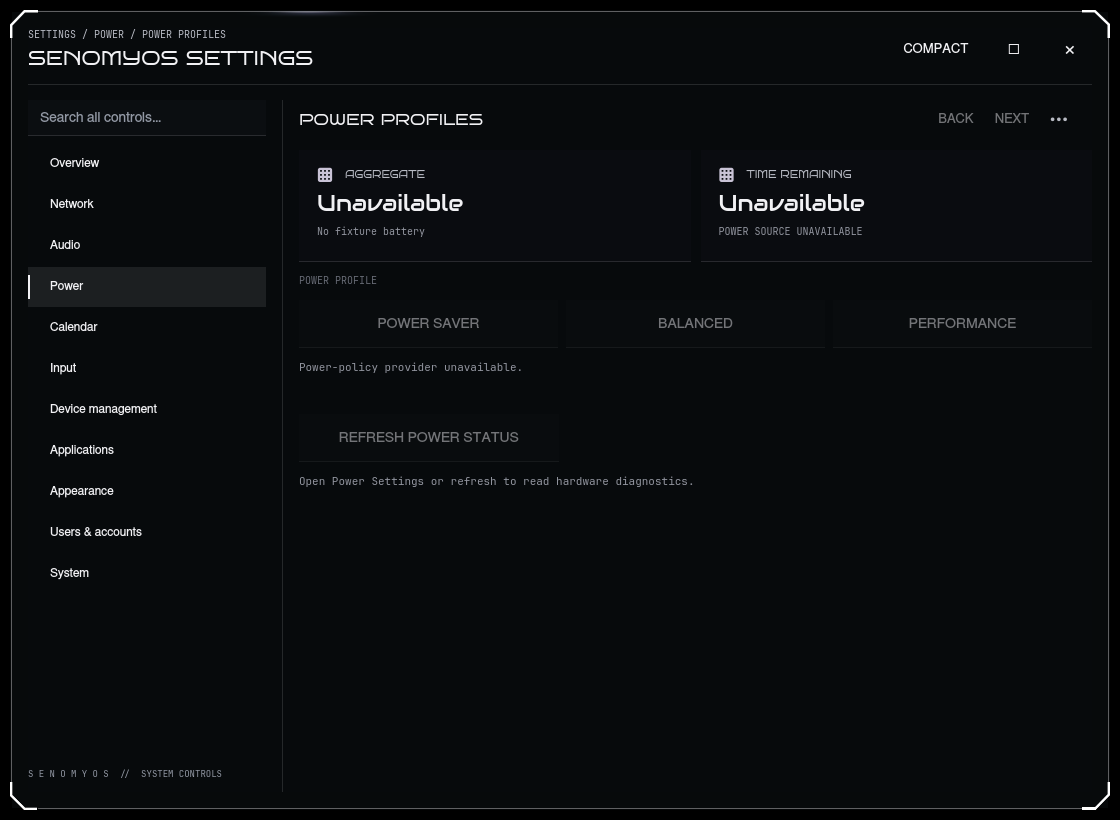 SETTINGS / POWER / POWER PROFILES
SENOMYOS SETTINGS
COMPACT
Search all controls...
Overview
Network
Audio
Power
Calendar
Input
Device management
Applications
Appearance
Users & accounts
System
SENOMYOS // SYSTEM CONTROLS
POWER PROFILES
BACK NEXT
AGGREGATE
Unavailable
No fixture battery
TIME REMAINING
Unavailable
POWER SOURCE UNAVAILABLE
POWER PROFILE
POWER SAVER BALANCED PERFORMANCE
Power-policy provider unavailable.
REFRESH POWER STATUS
Open Power Settings or refresh to read hardware diagnostics.